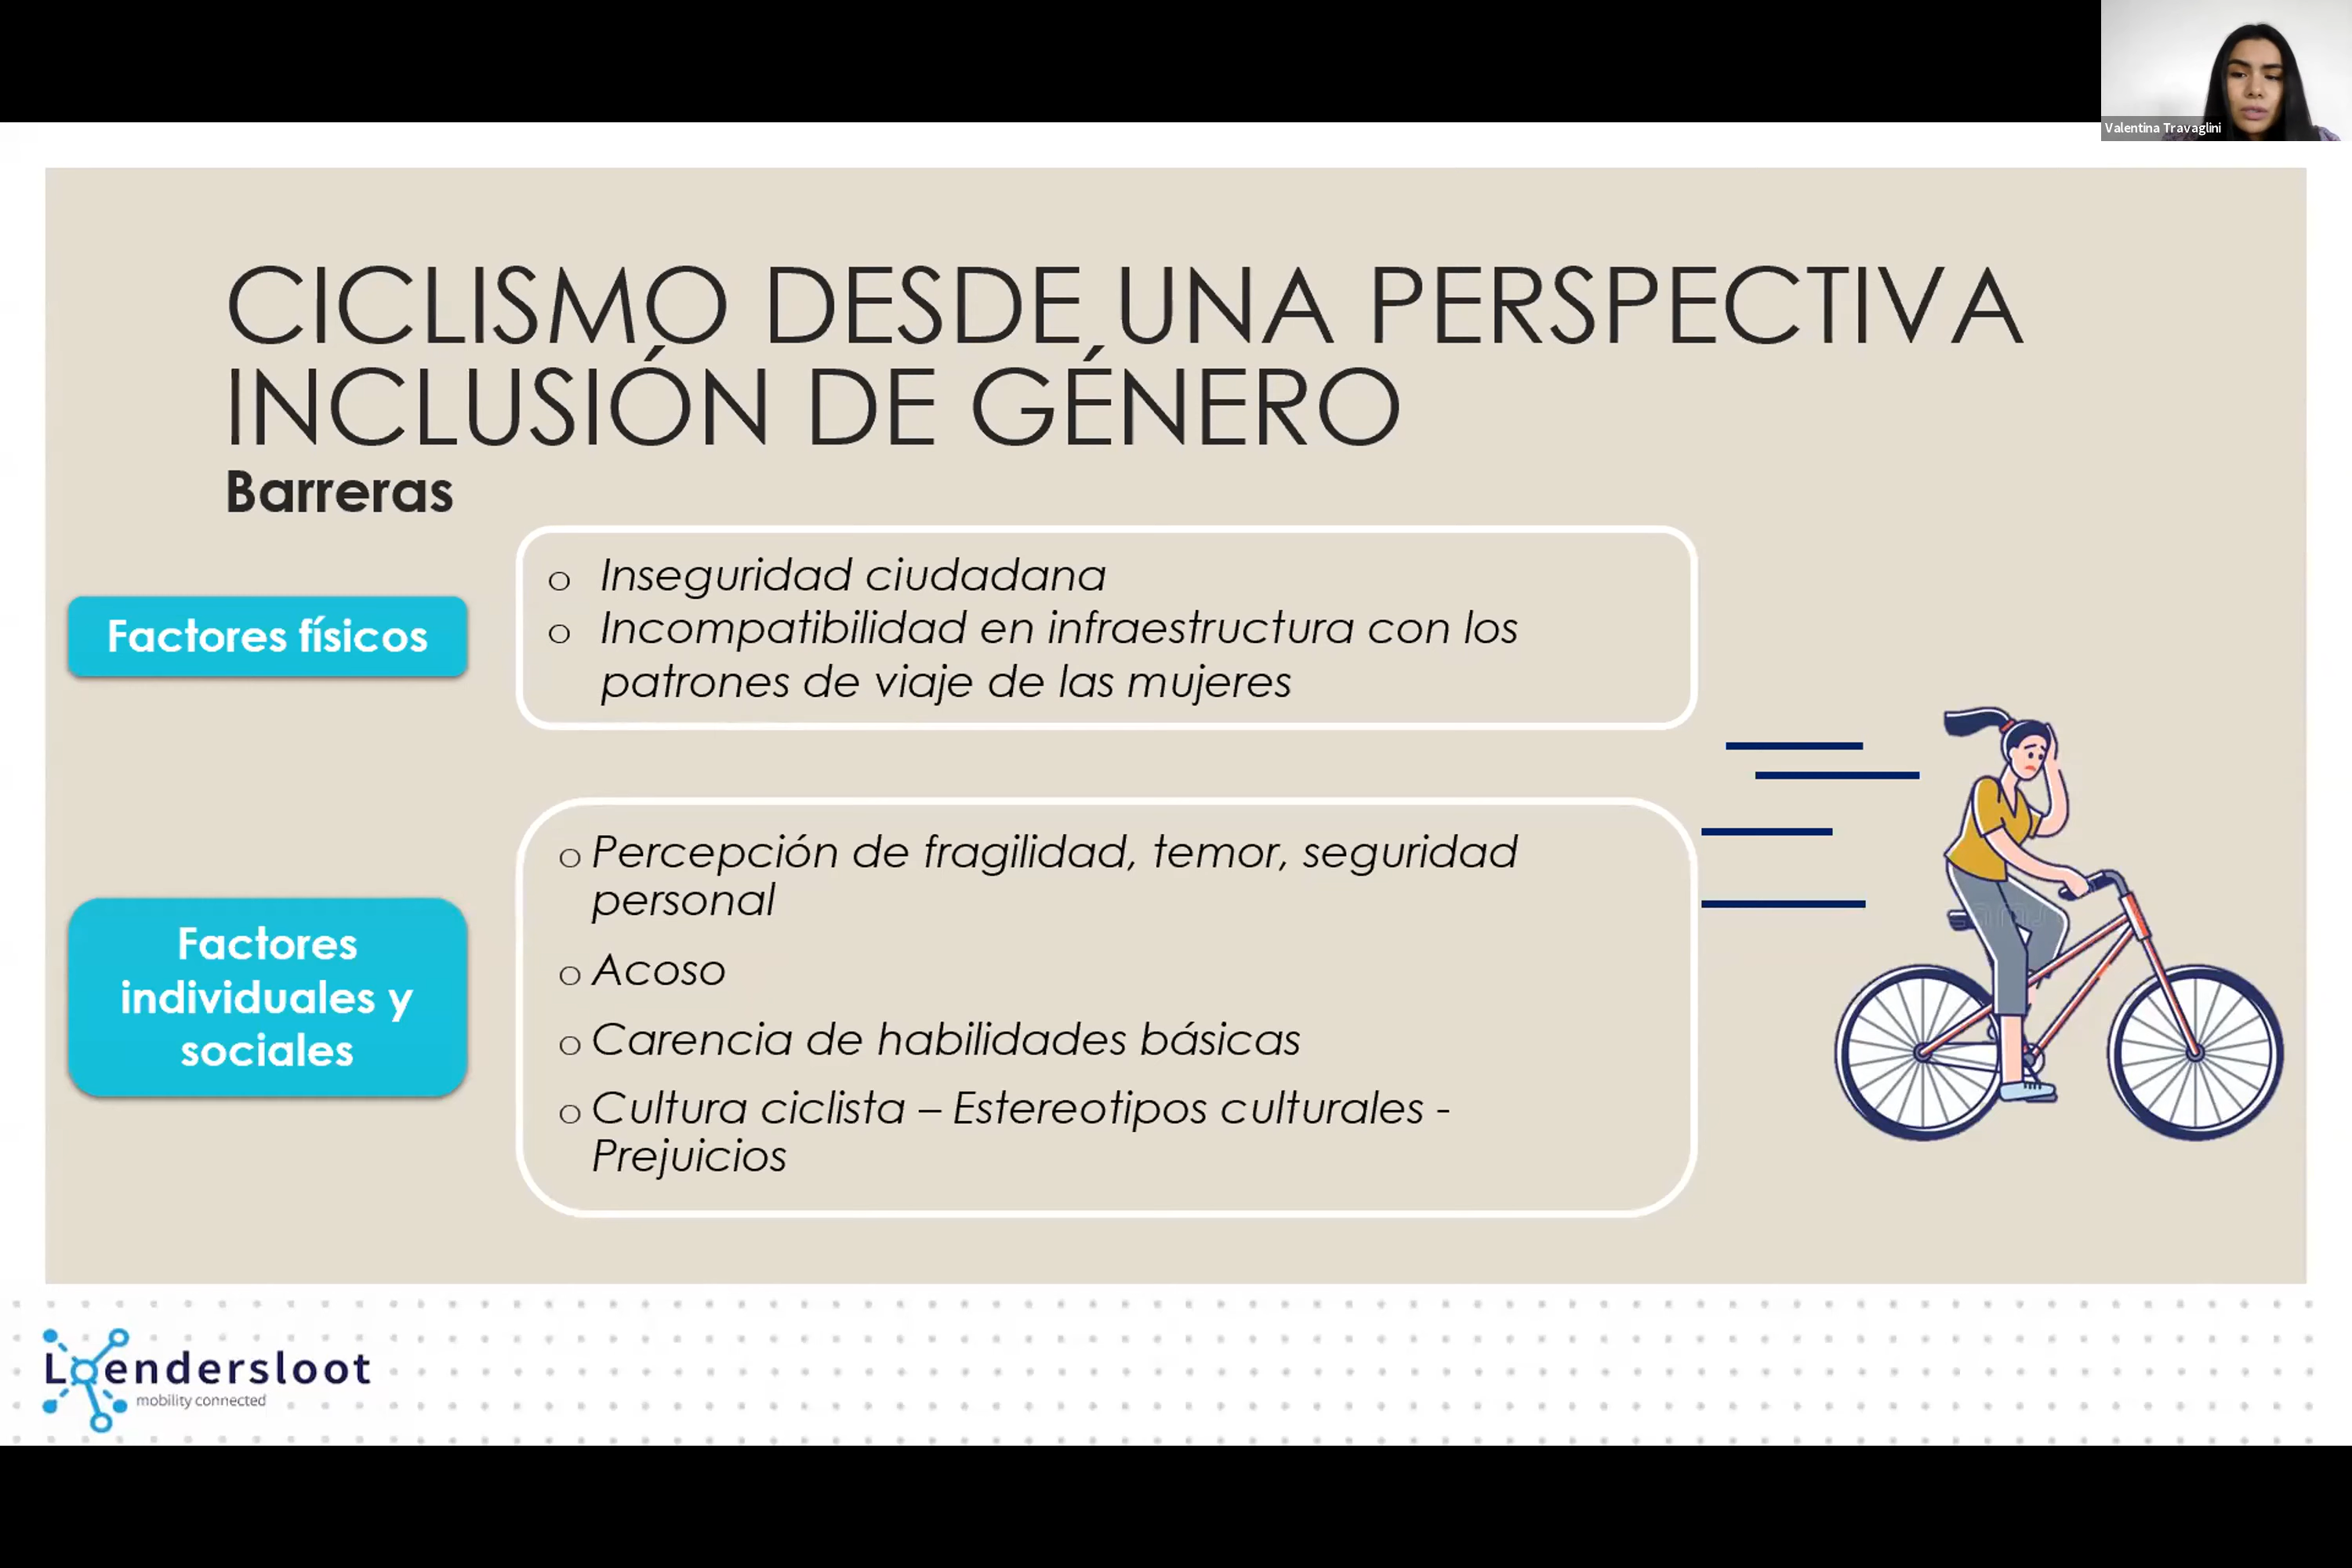 Valentina Travaglini
CICLISMO DESDE UNA PERSPECTIVA
INCLUSIÓN DE GÉNERO
Barreras
Factores físicos
o Inseguridad ciudadana
o Incompatibilidad en infraestructura con los
patrones de viaje de las mujeres
Factores
individuales y
sociales
o Percepción de fragilidad, temor, seguridad
personal
o Acoso
o Carencia de habilidades básicas
o Cultura ciclista – Estereotipos culturales -
Prejuicios
Loendersloot
mobility connected